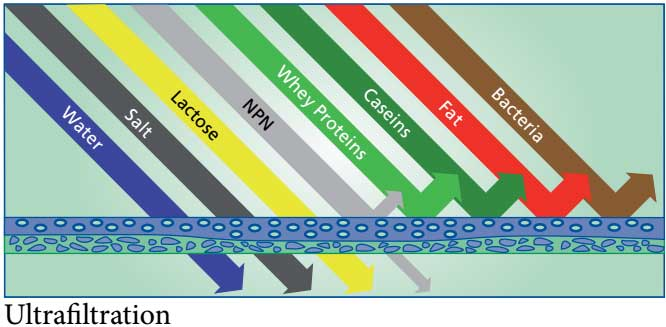 Water
Salt
Lactose
NPN
Whey Proteins
Caseins
Fat
Bacteria
Ultrafiltration